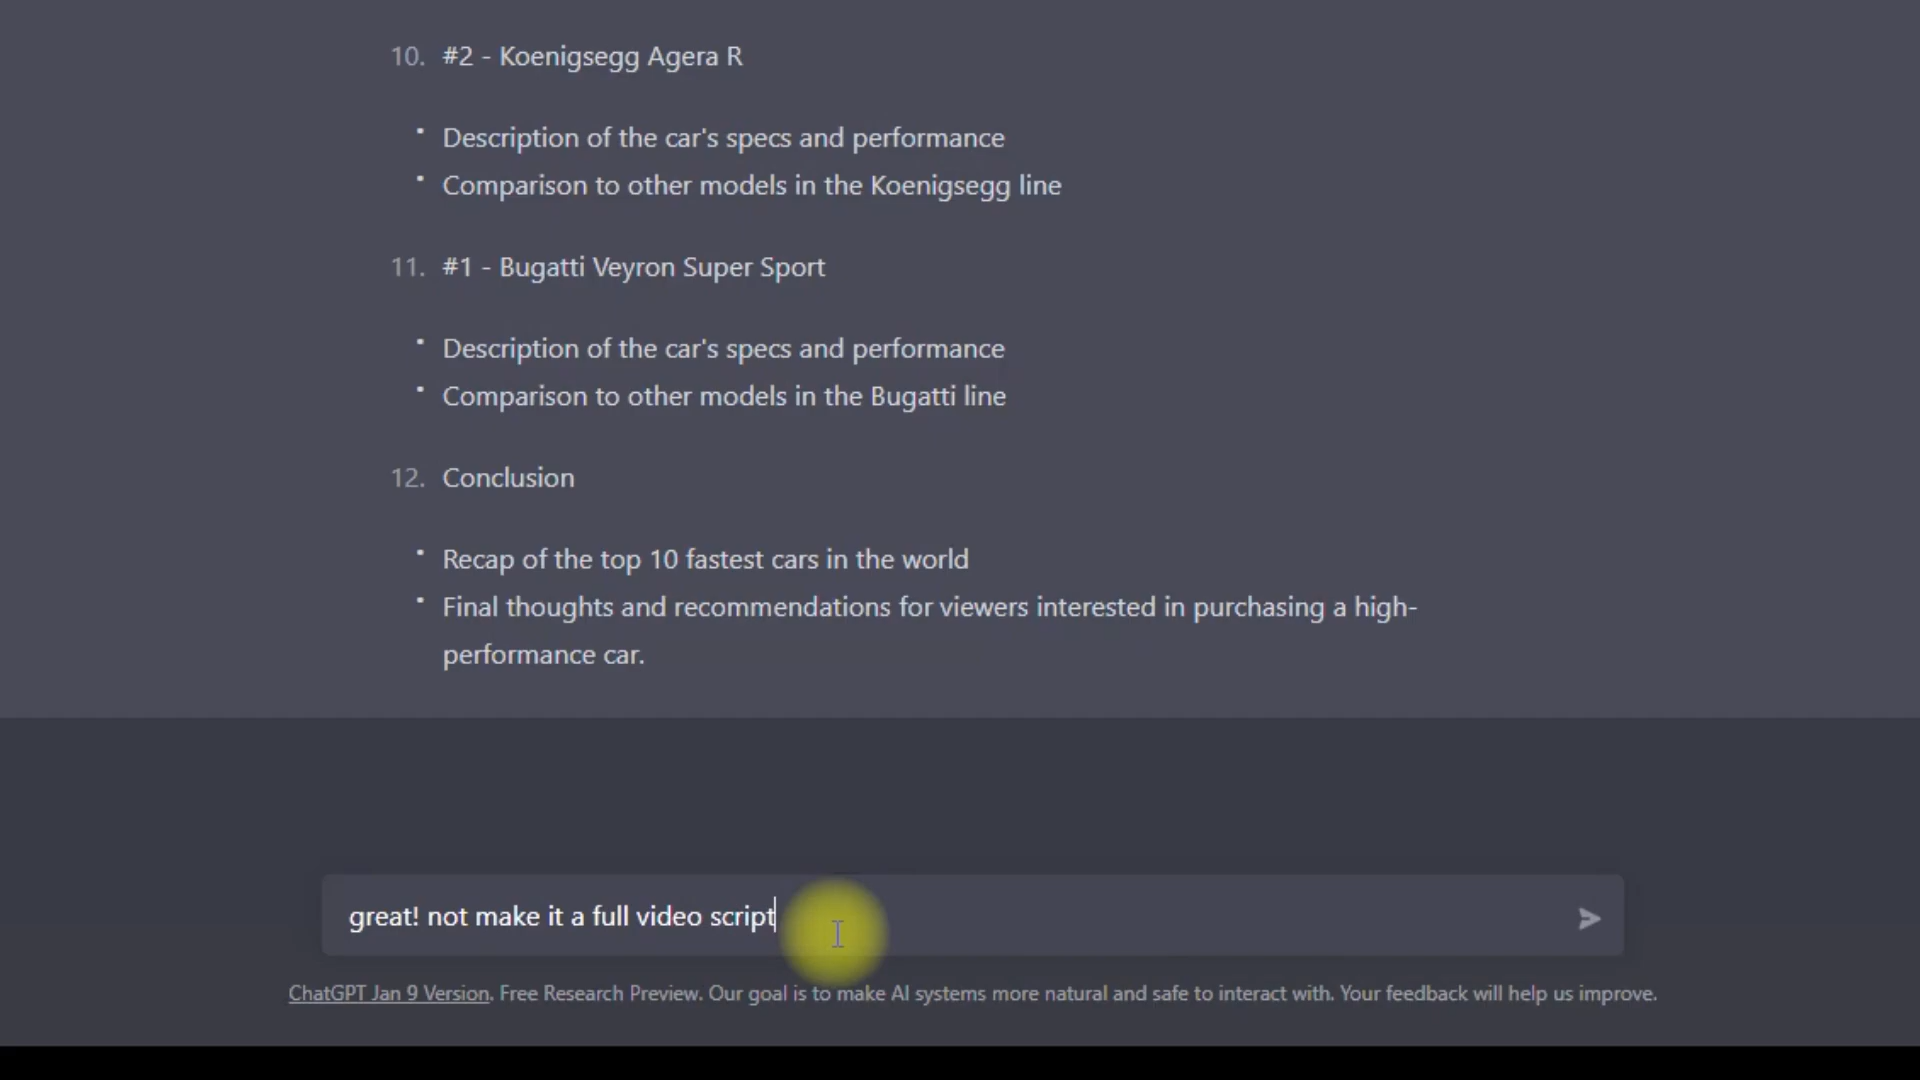 10. #2 - Koenigsegg Agera R
• Description of the car's specs and performance
• Comparison to other models in the Koenigsegg line
11. #1 - Bugatti Veyron Super Sport
• Description of the car's specs and performance
• Comparison to other models in the Bugatti line
12. Conclusion
• Recap of the top 10 fastest cars in the world
• Final thoughts and recommendations for viewers interested in purchasing a high-
performance car.
great! not make it a full video script
ChatGPT Jan 9 Version. Free Research Preview. Our goal is to make AI systems more natural and safe to interact with. Your feedback will help us improve.